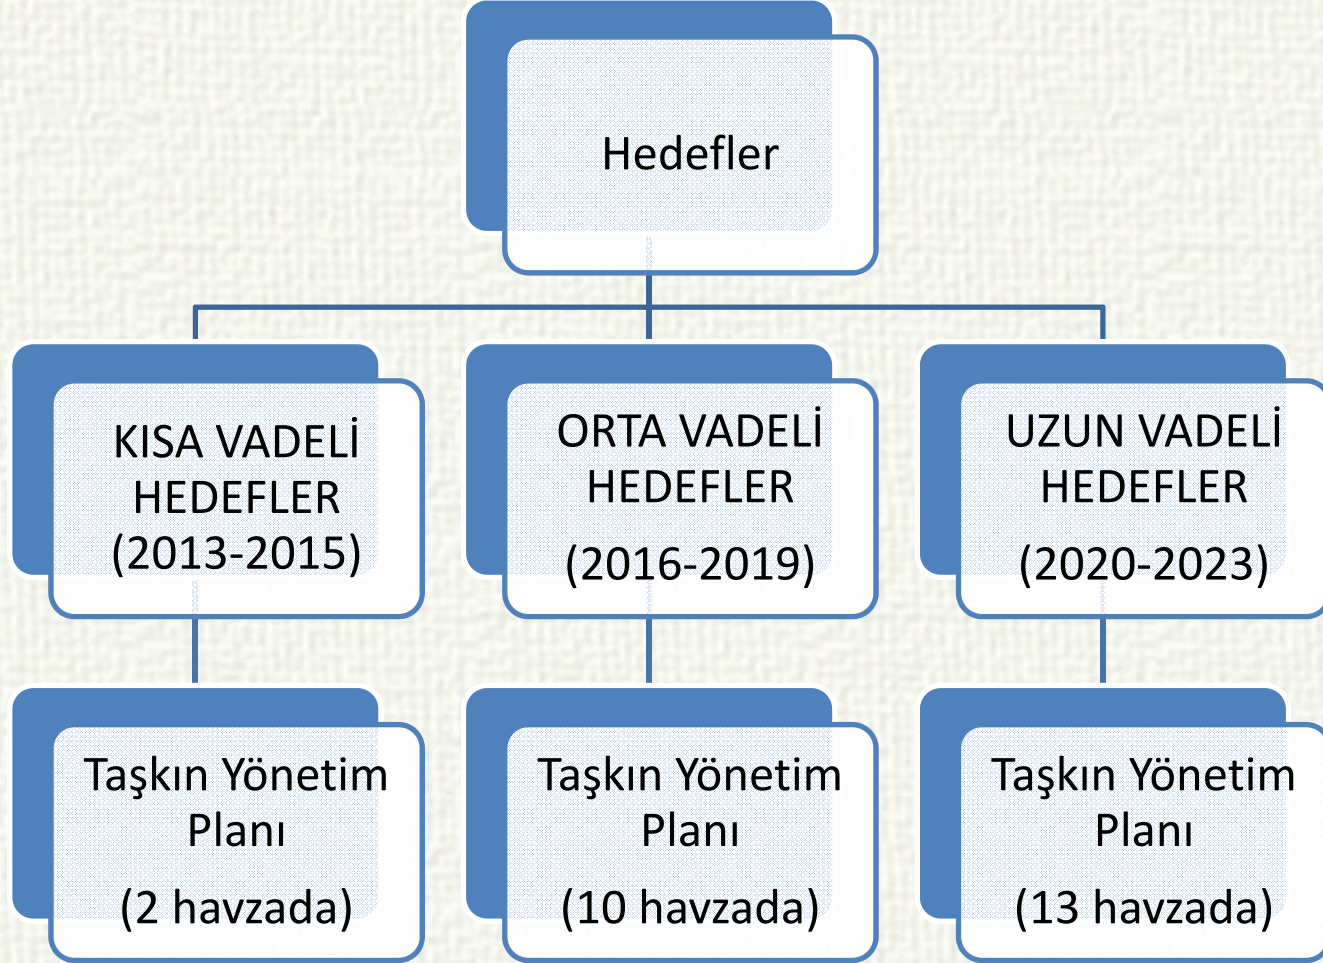 Hedefler
KISA VADELİ
HEDEFLER
(2013-2015)
ORTA VADELİ
HEDEFLER
(2016-2019)
UZUN VADELİ
HEDEFLER
(2020-2023)
Taşkın Yönetim
Planı
(2 havzada)
Taşkın Yönetim
Planı
(10 havzada)
Taşkın Yönetim
Planı
(13 havzada)